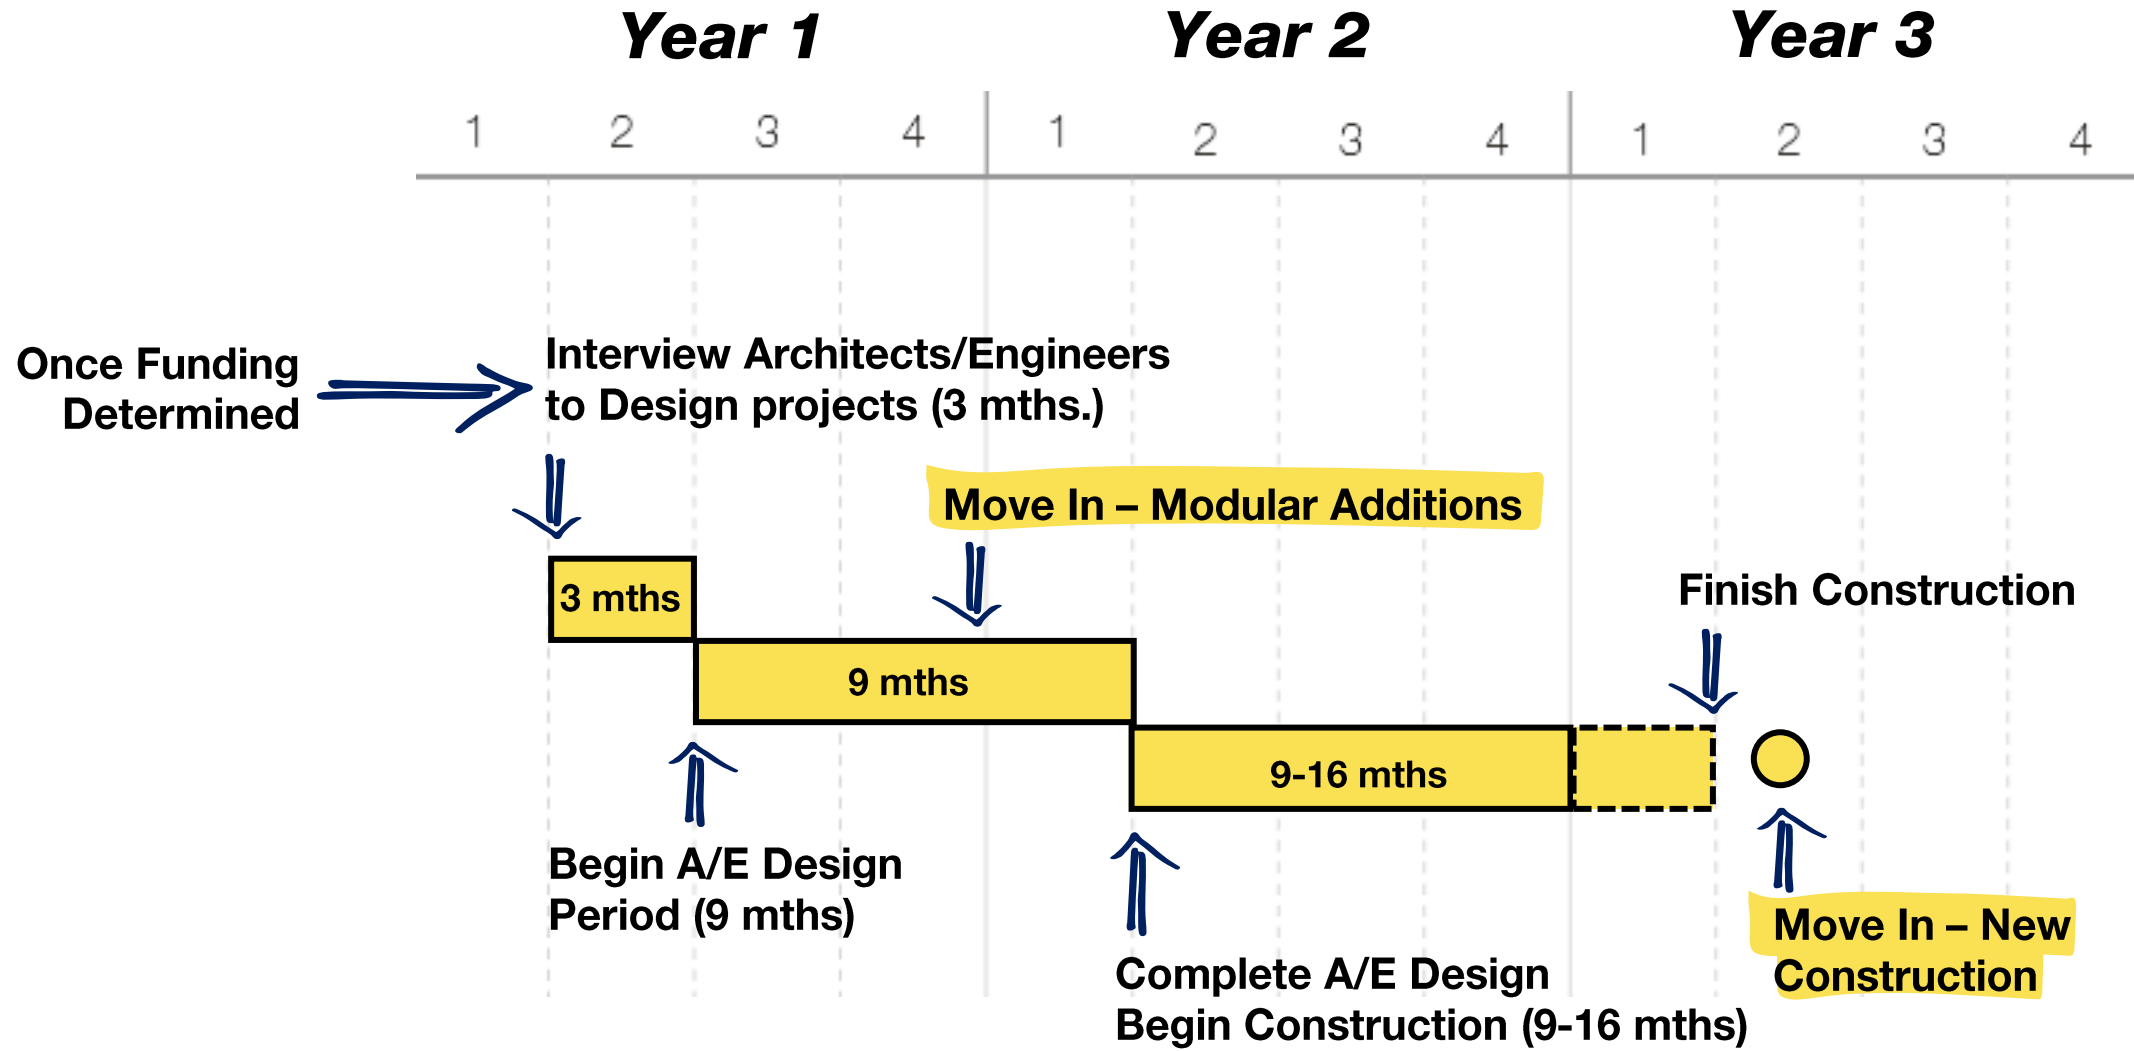 Year 1 Year 2 Year 3
1 2 3 4 1 2 3 4 1 2 3 4
Once Funding
Determined
Interview Architects/Engineers
to Design projects (3 mths.)
Move In – Modular Additions
Finish Construction
3 mths
9 mths
9-16 mths
Begin A/E Design
Period (9 mths)
Complete A/E Design
Begin Construction (9-16 mths)
Move In – New
Construction